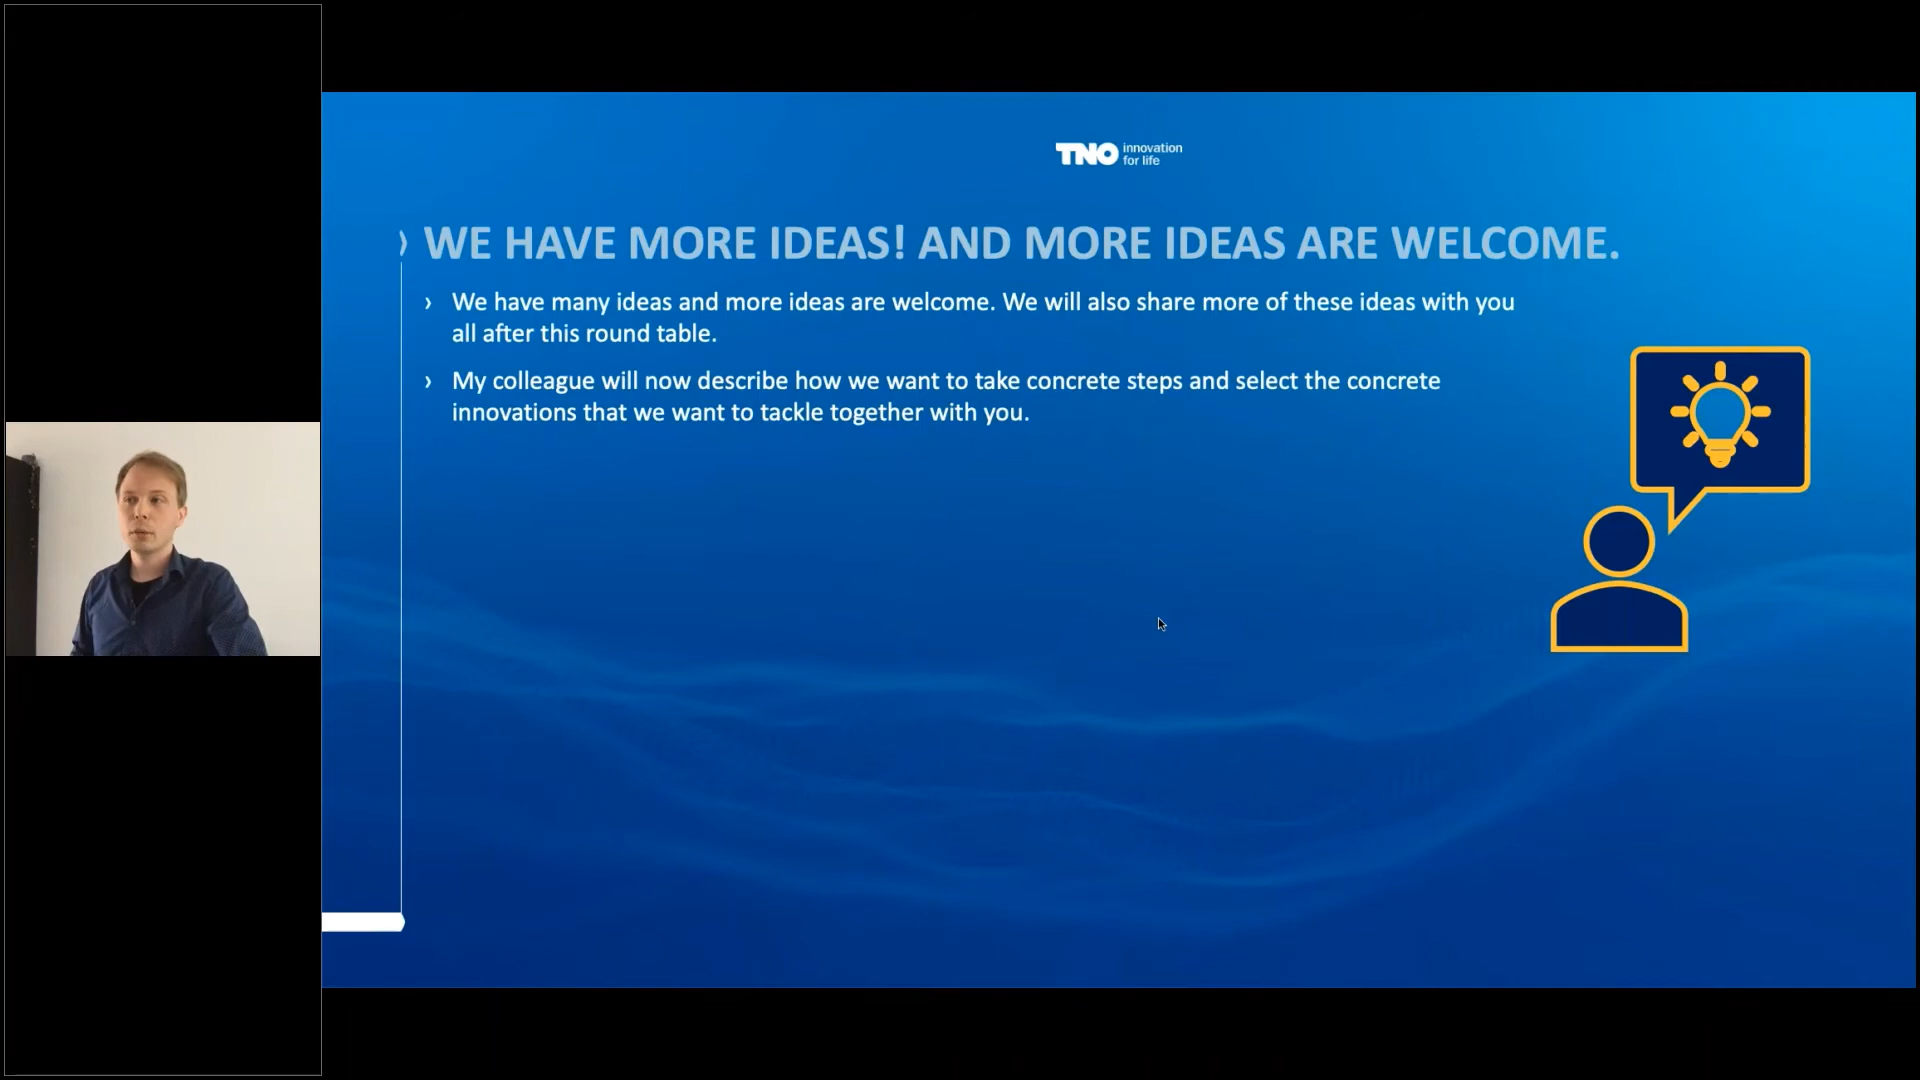 TNO innovation
for life
› WE HAVE MORE IDEAS! AND MORE IDEAS ARE WELCOME.
› We have many ideas and more ideas are welcome. We will also share more of these ideas with you
all after this round table.
› My colleague will now describe how we want to take concrete steps and select the concrete
innovations that we want to tackle together with you.